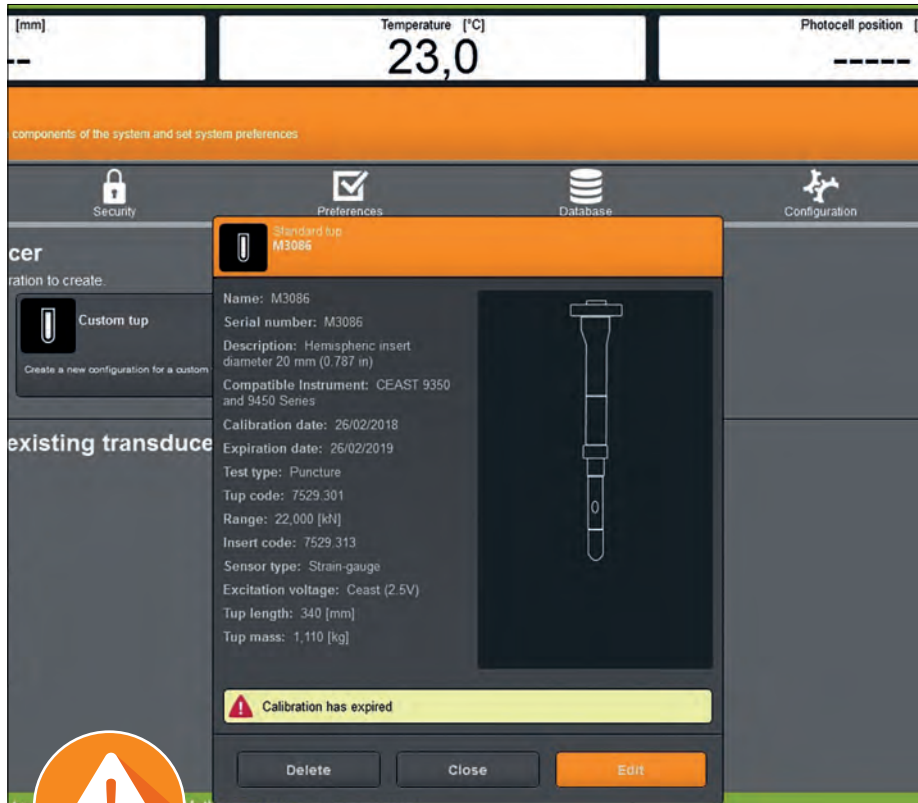 [mm]
--
Temperature [°C]
23,0
Photocell position [
-----
components of the system and set system preferences
Security
Preferences
Database
Configuration
cer
ration to create.
Custom tup
Create a new configuration for a custom
existing transduce
Standard tup
M3086
Name: M3086
Serial number: M3086
Description: Hemispheric insert
diameter 20 mm (0.787 in)
Compatible Instrument: CEAST 9350
and 9450 Series
Calibration date: 26/02/2018
Expiration date: 26/02/2019
Test type: Puncture
Tup code: 7529.301
Range: 22,000 [kN]
Insert code: 7529.313
Sensor type: Strain-gauge
Excitation voltage: Ceast (2.5V)
Tup length: 340 [mm]
Tup mass: 1,110 [kg]
Calibration has expired
Delete
Close
Edit